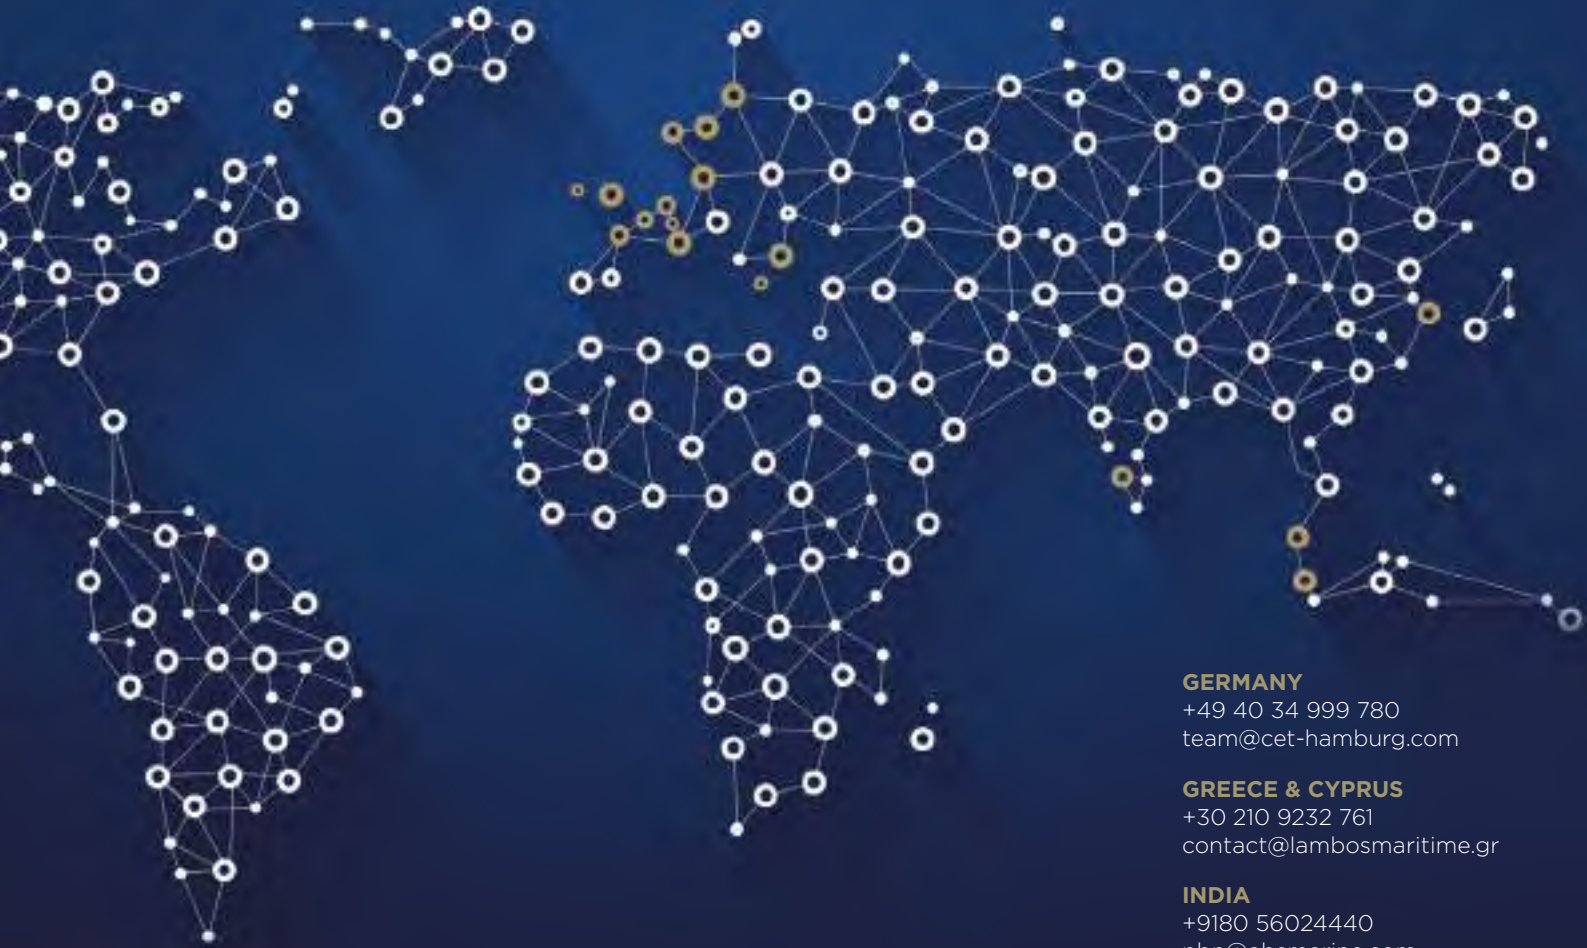 GERMANY
+49 40 34 999 780
team@cet-hamburg.com
GREECE & CYPRUS
+30 210 9232 761
contact@lambosmaritime.gr
INDIA
+9180 56024440